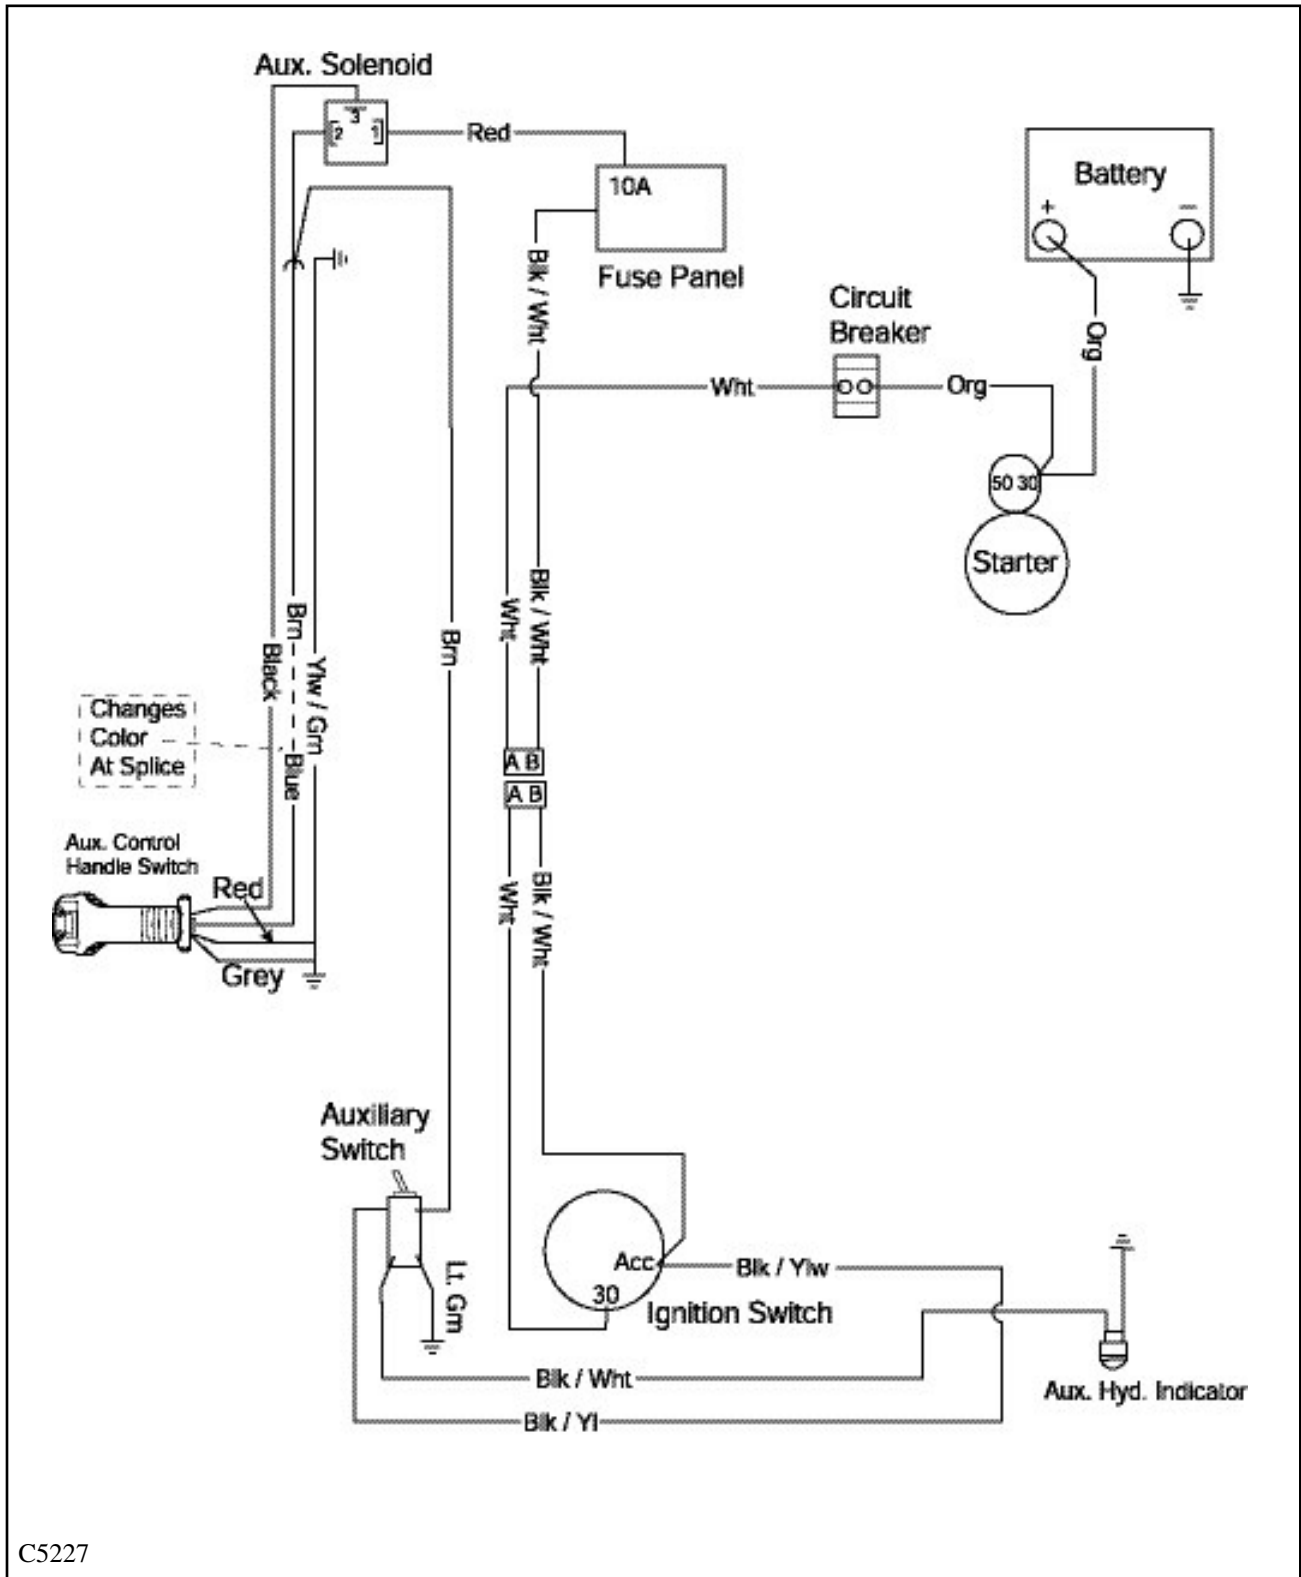 Aux. Solenoid
3
2
1
Red
10A
Fuse Panel
Battery
+
−
Org
Blk / Wht
Circuit
Breaker
Wht
Org
50 30
Starter
Brn
Black
Blue
Ylw / Grn
Brn
Wht
Blk / Wht
Changes
Color
At Splice
A B
A B
Aux. Control
Handle Switch
Red
Grey
Wht
Blk / Wht
Auxiliary
Switch
Lt. Grn
Acc
30
Ignition Switch
Blk / Ylw
Blk / Wht
Blk / Yl
Aux. Hyd. Indicator
C5227